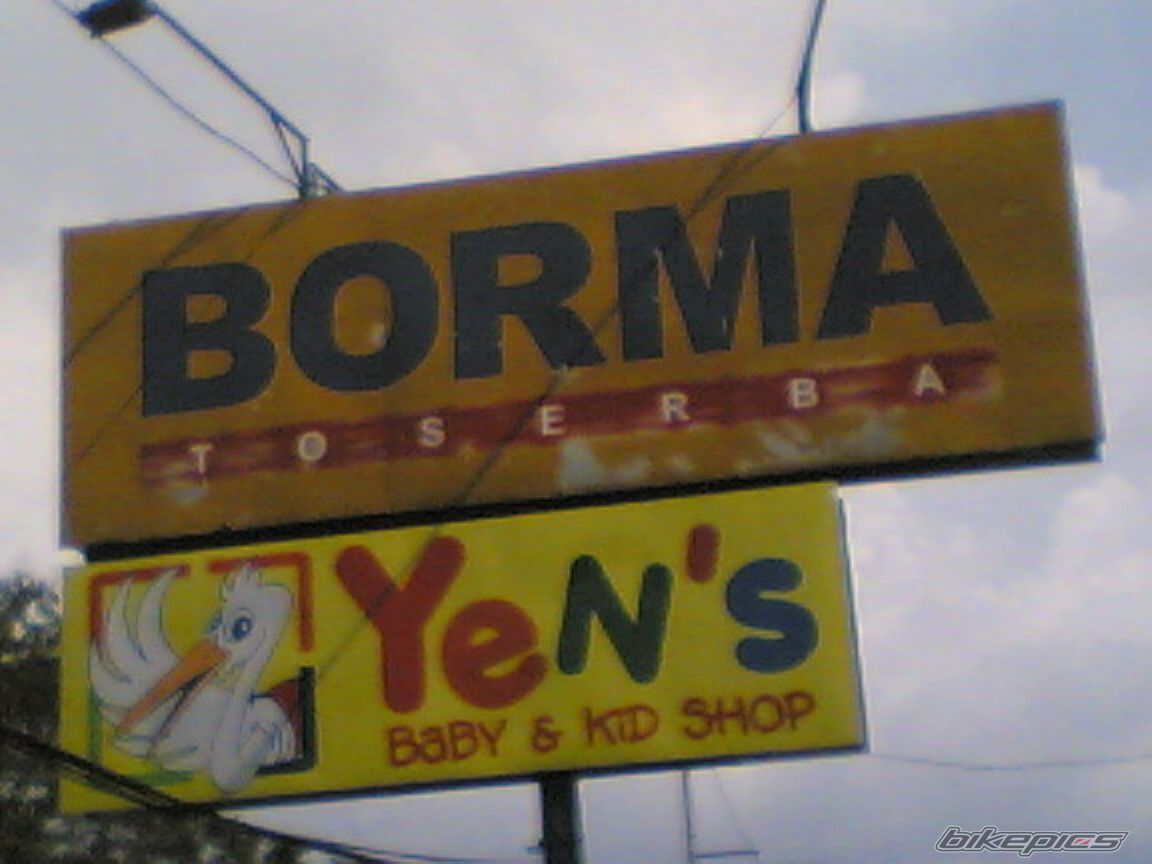 BORMA
TOSERBA
YeN's
BaBY & KiD SHOP
bikepics